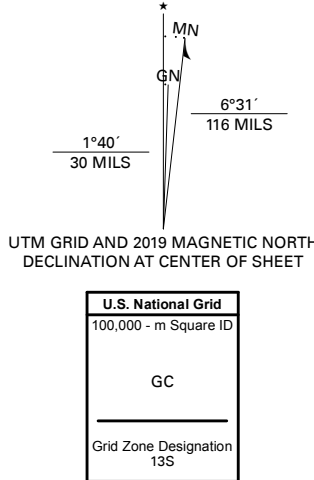 MN
GN
6°31´
116 MILS
1°40´
30 MILS
UTM GRID AND 2019 MAGNETIC NORTH
DECLINATION AT CENTER OF SHEET
U.S. National Grid
100,000 - m Square ID
GC
Grid Zone Designation
13S